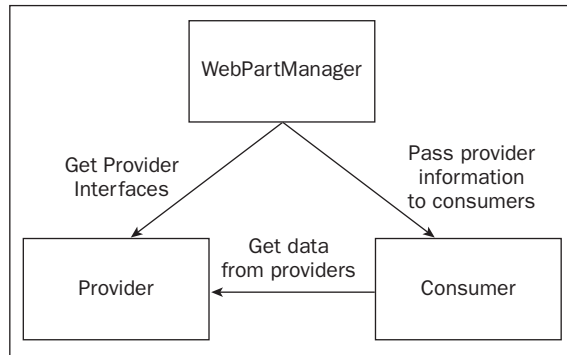 WebPartManager
Get Provider
Interfaces
Pass provider
information
to consumers
Get data
from providers
Provider
Consumer